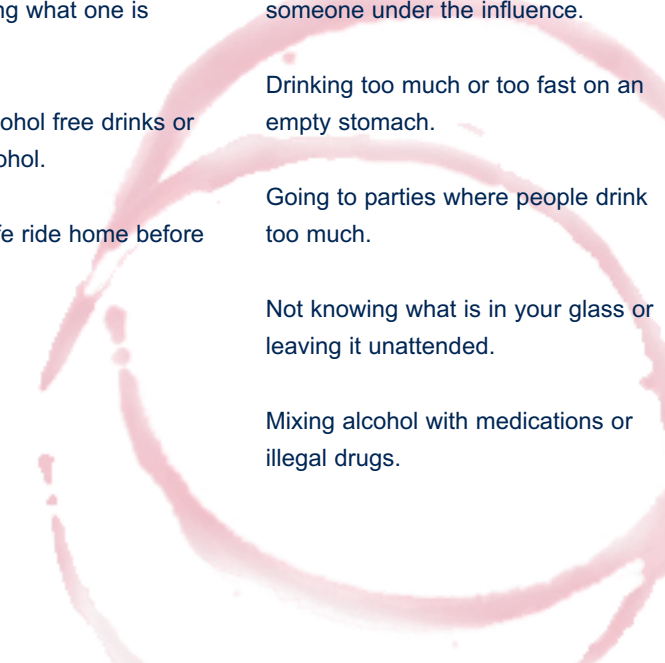 ng what one is
ohol free drinks or
ohol.
fe ride home before
someone under the influence.
Drinking too much or too fast on an
empty stomach.
Going to parties where people drink
too much.
Not knowing what is in your glass or
leaving it unattended.
Mixing alcohol with medications or
illegal drugs.